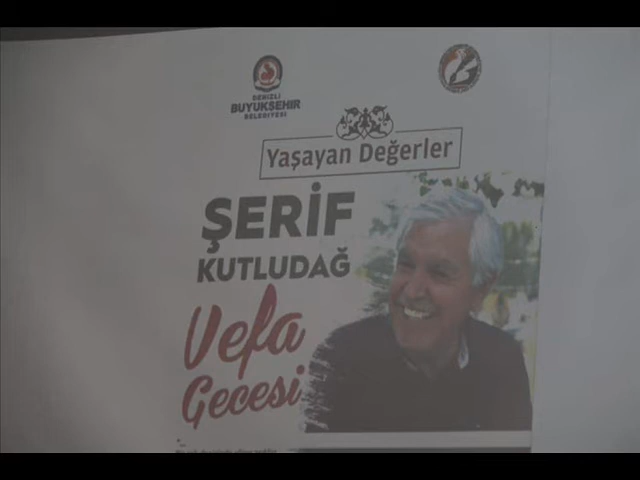 DENİZLİ
BÜYÜKŞEHİR
BELEDİYESİ
Yaşayan Değerler
ŞERİF
KUTLUDAĞ
Vefa
Gecesi